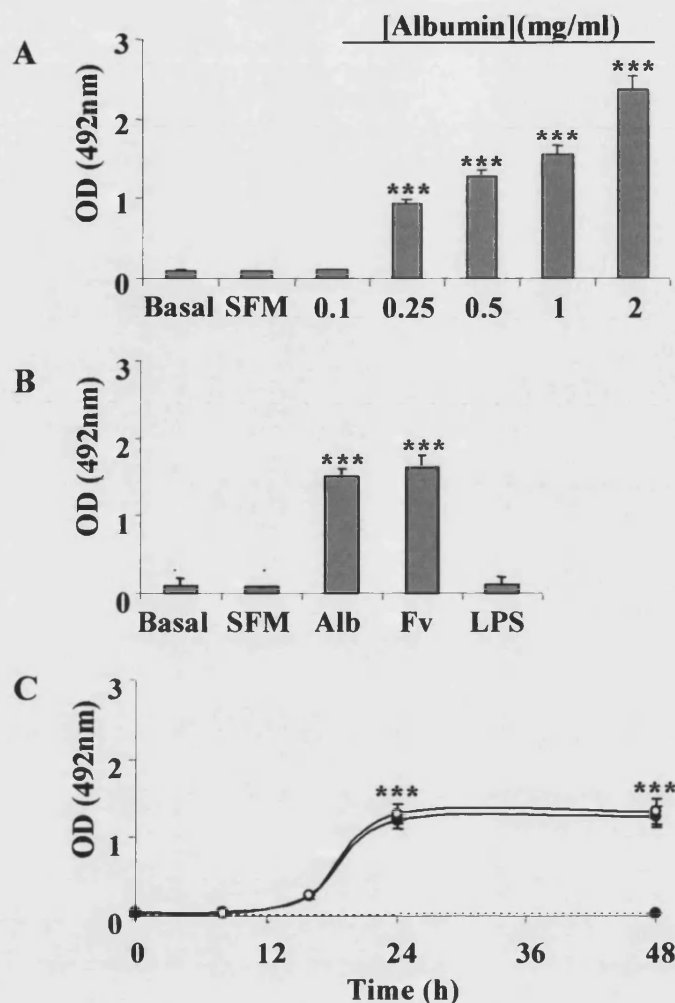 [Albumin](mg/ml)
A
OD (492nm)
3
2
1
0
***
***
***
***
Basal SFM 0.1 0.25 0.5 1 2
B
OD (492nm)
3
2
1
0
***
***
Basal SFM Alb Fv LPS
C
OD (492nm)
3
2
1
0
***
***
0 12 24 36 48
Time (h)